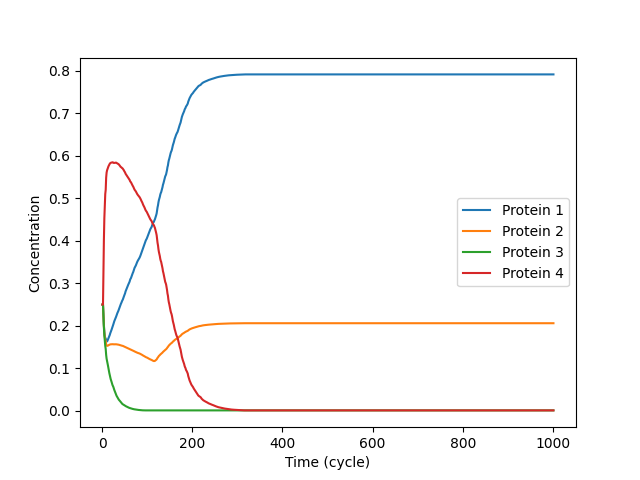 0.8
0.7
0.6
0.5
0.4
0.3
0.2
0.1
0.0
Concentration
Protein 1
Protein 2
Protein 3
Protein 4
0 200 400 600 800 1000
Time (cycle)